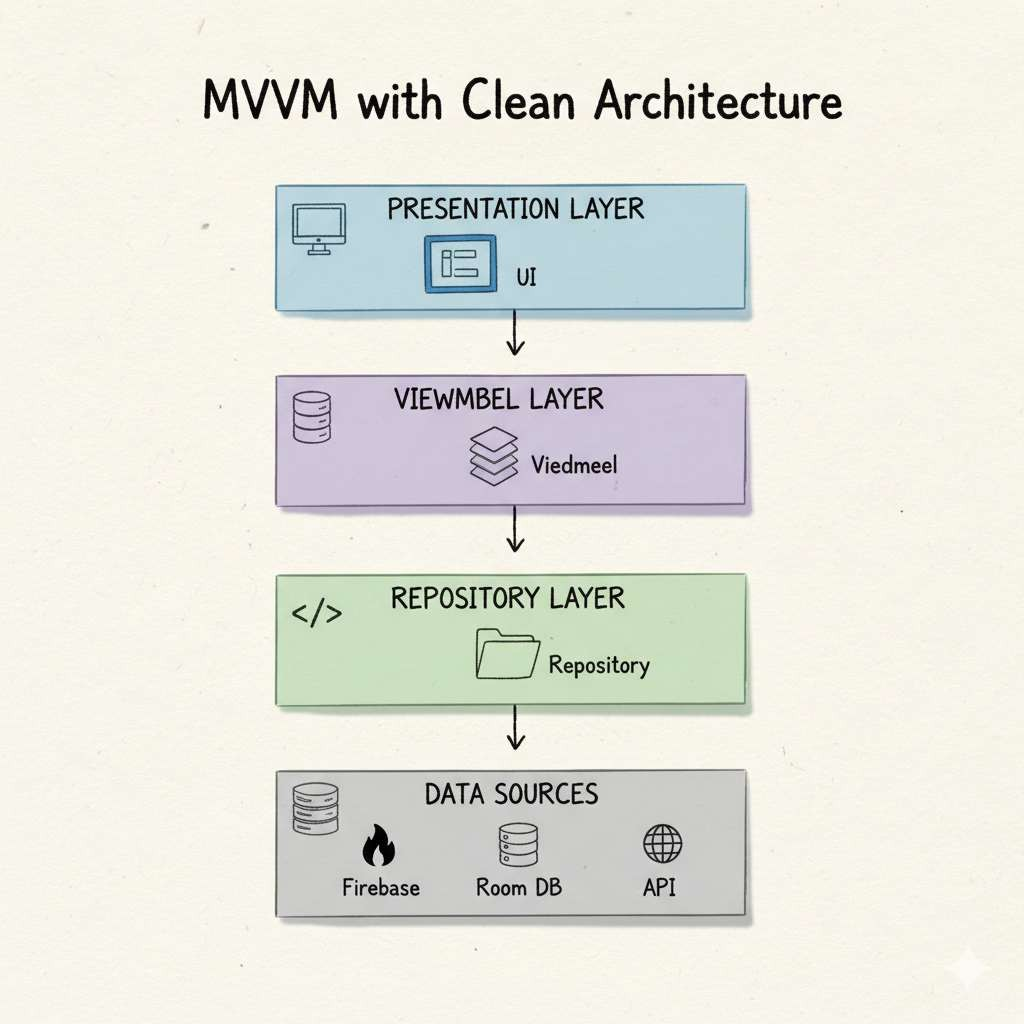 MVVM with Clean Architecture
PRESENTATION LAYER
UI
VIEWMBEL LAYER
Viedmeel
</>
REPOSITORY LAYER
Repository
DATA SOURCES
Firebase
Room DB
API